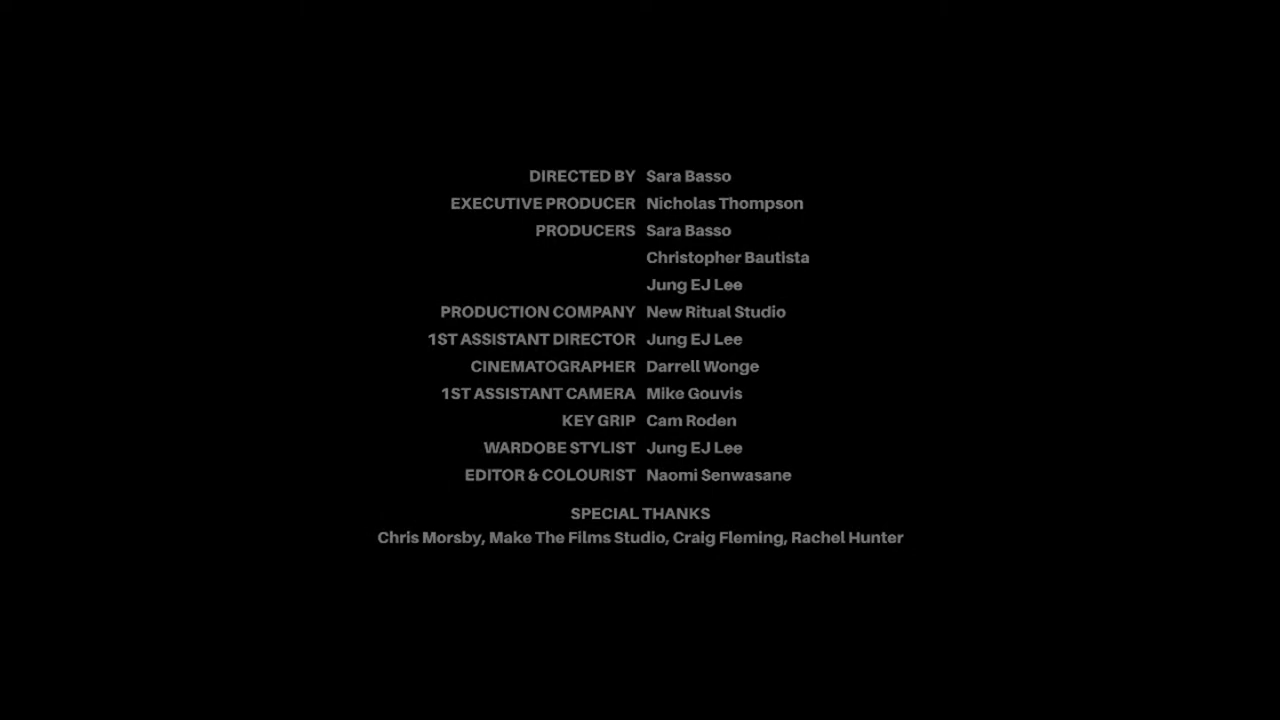 DIRECTED BY Sara Basso
EXECUTIVE PRODUCER Nicholas Thompson
PRODUCERS Sara Basso
Christopher Bautista
Jung EJ Lee
PRODUCTION COMPANY New Ritual Studio
1ST ASSISTANT DIRECTOR Jung EJ Lee
CINEMATOGRAPHER Darrell Wonge
1ST ASSISTANT CAMERA Mike Gouvis
KEY GRIP Cam Roden
WARDOBE STYLIST Jung EJ Lee
EDITOR & COLOURIST Naomi Senwasane
SPECIAL THANKS
Chris Morsby, Make The Films Studio, Craig Fleming, Rachel Hunter